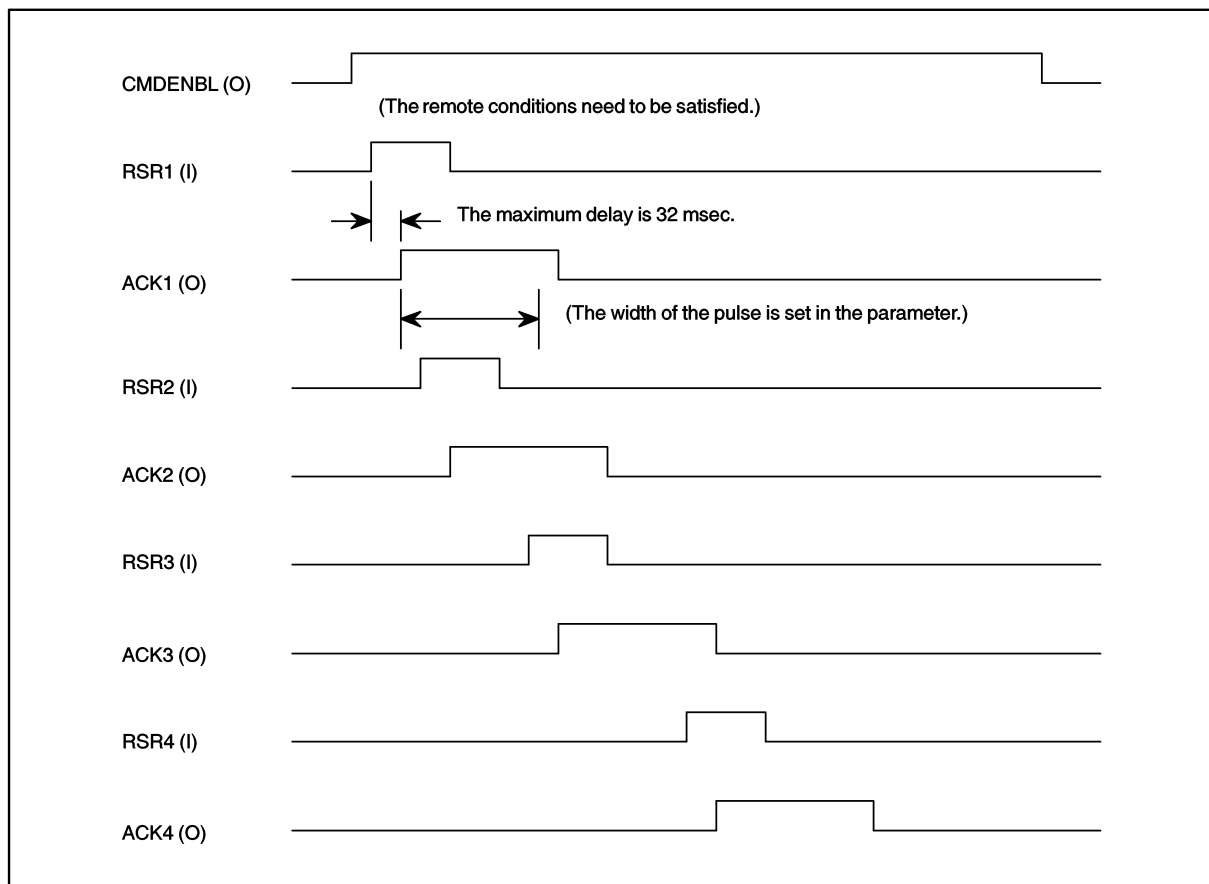 CMDENBL (O)
(The remote conditions need to be satisfied.)
RSR1 (I)
The maximum delay is 32 msec.
ACK1 (O)
(The width of the pulse is set in the parameter.)
RSR2 (I)
ACK2 (O)
RSR3 (I)
ACK3 (O)
RSR4 (I)
ACK4 (O)